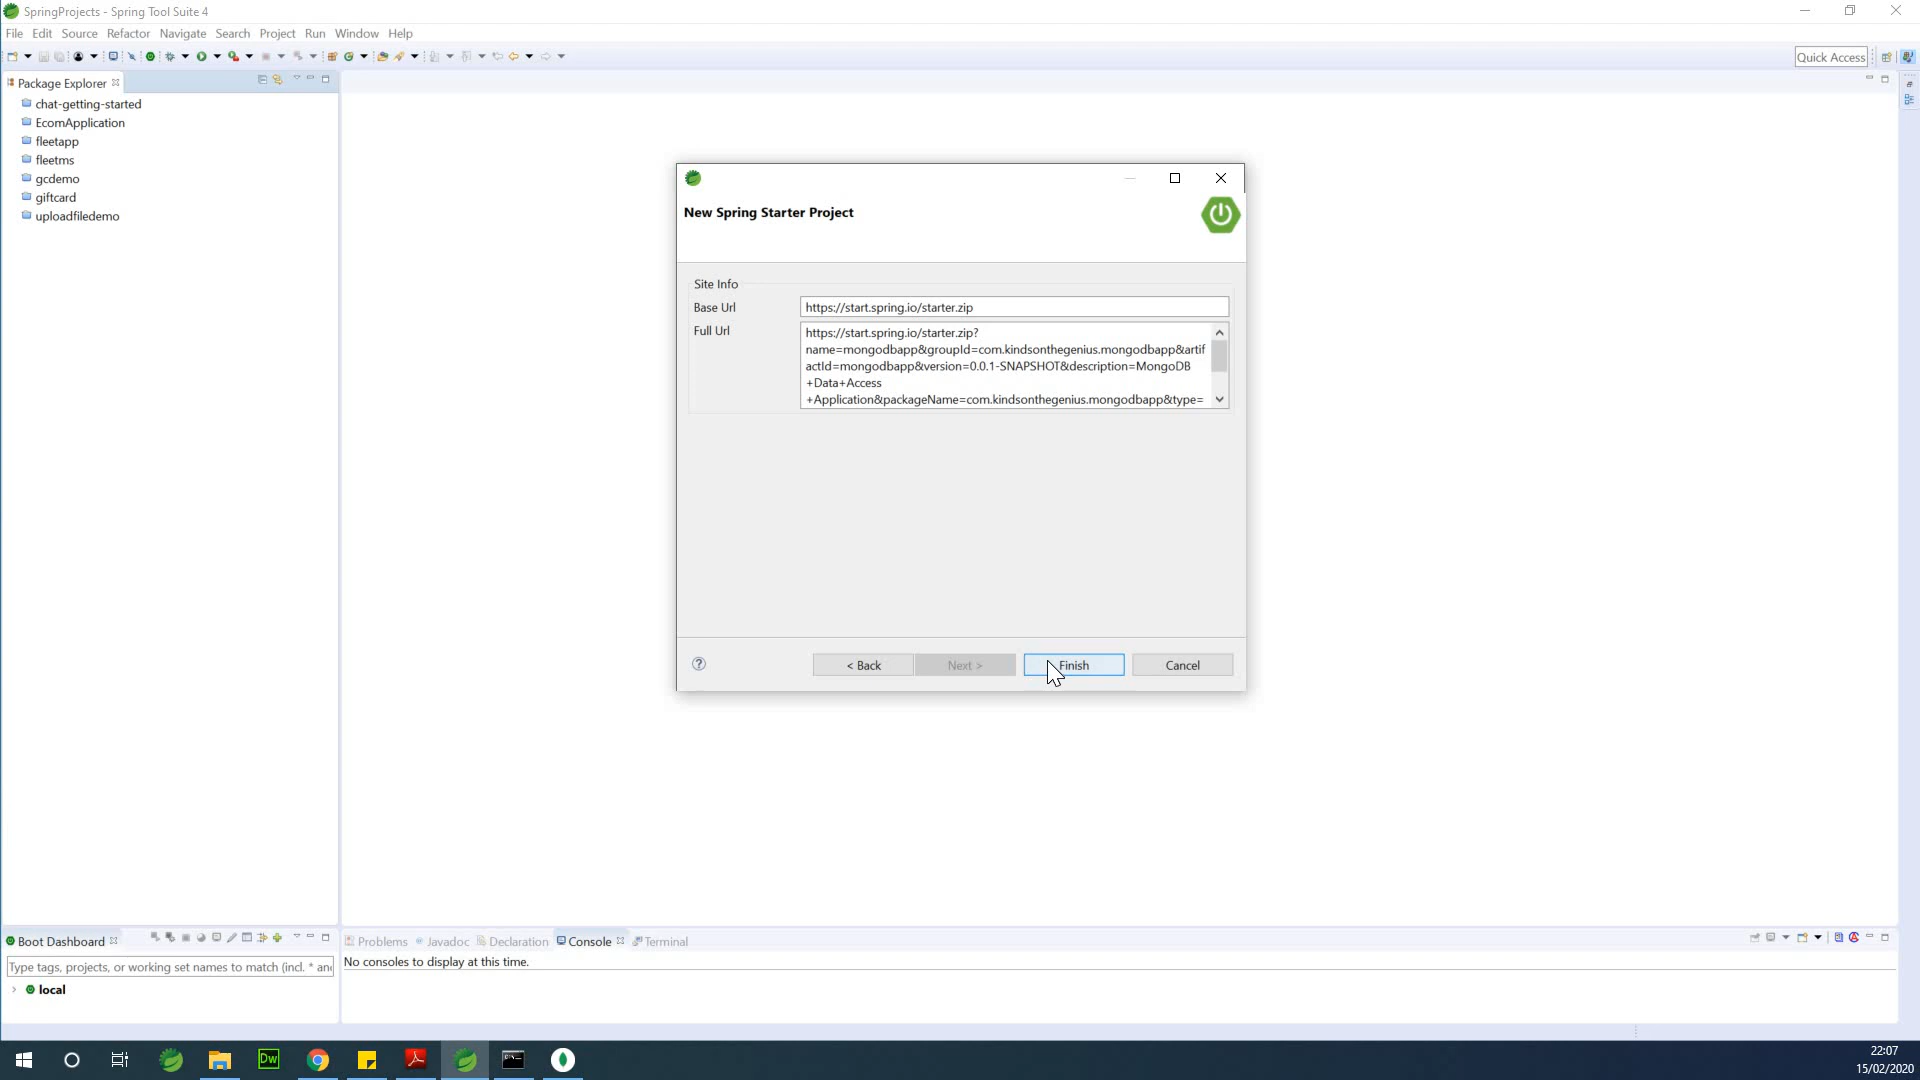 SpringProjects - Spring Tool Suite 4
File Edit Source Refactor Navigate Search Project Run Window Help
Quick Access
Package Explorer
chat-getting-started
EcomApplication
fleetapp
fleetms
gcdemo
giftcard
uploadfiledemo
New Spring Starter Project
Site Info
Base Url https://start.spring.io/starter.zip
Full Url https://start.spring.io/starter.zip?
name=mongodbapp&groupId=com.kindsonthegenius.mongodbapp&artif
actId=mongodbapp&version=0.0.1-SNAPSHOT&description=MongoDB
+Data+Access
+Application&packageName=com.kindsonthegenius.mongodbapp&type=
< Back Next > Finish Cancel
Boot Dashboard
Type tags, projects, or working set names to match (incl. * an
local
Problems Javadoc Declaration Console Terminal
No consoles to display at this time.
Dw
22:07
15/02/2020